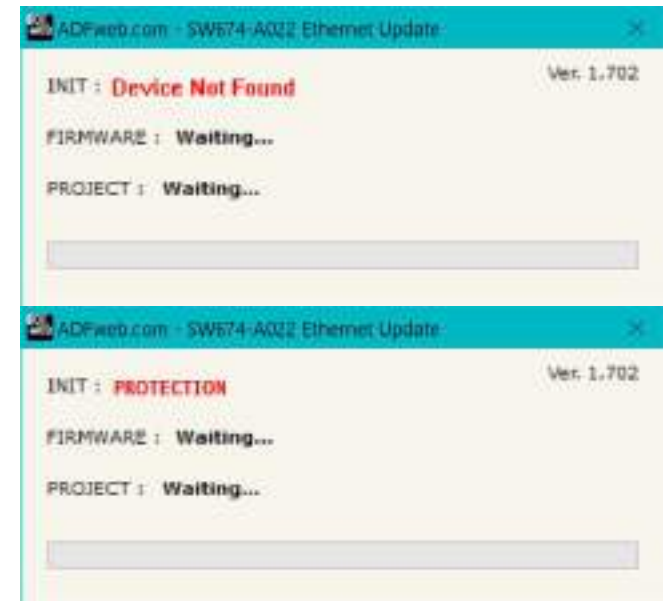 ADFweb.com - SW674-A022 Ethernet Update
Ver. 1.702
INIT : Device Not Found
FIRMWARE : Waiting...
PROJECT : Waiting...
ADFweb.com - SW674-A022 Ethernet Update
Ver. 1.702
INIT : PROTECTION
FIRMWARE : Waiting...
PROJECT : Waiting...